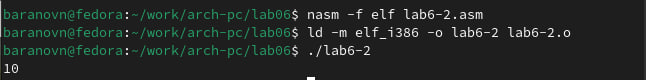 baranovn@fedora:~/work/arch-pc/lab06$ nasm -f elf lab6-2.asm
baranovn@fedora:~/work/arch-pc/lab06$ ld -m elf_i386 -o lab6-2 lab6-2.o
baranovn@fedora:~/work/arch-pc/lab06$ ./lab6-2
10